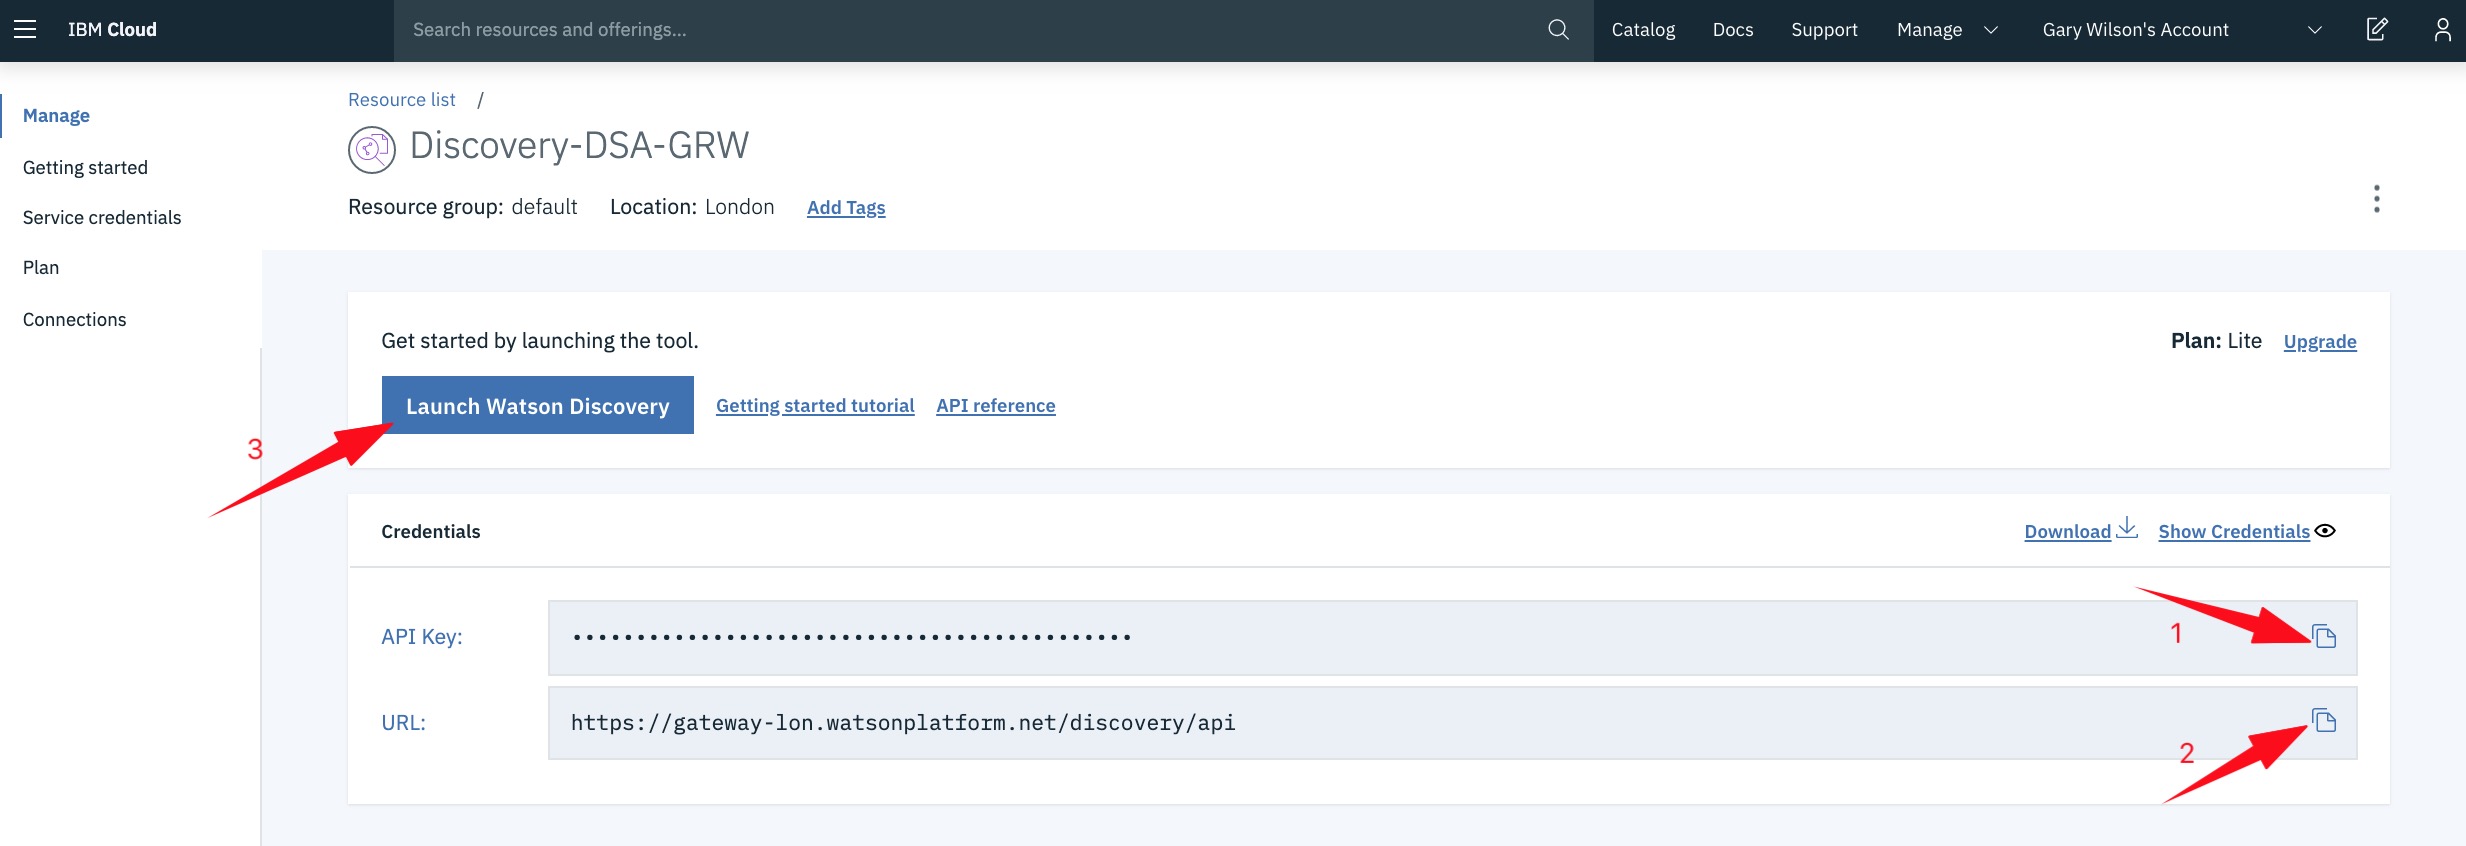 IBM Cloud Search resources and offerings... Catalog Docs Support Manage Gary Wilson's Account
Manage
Getting started
Service credentials
Plan
Connections
Resource list /
Discovery-DSA-GRW
Resource group: default Location: London Add Tags
Get started by launching the tool. Plan: Lite Upgrade
Launch Watson Discovery Getting started tutorial API reference
3
Credentials Download Show Credentials
API Key: ••••••••••••••••••••••••••••••••••••••••••••
1
URL: https://gateway-lon.watsonplatform.net/discovery/api
2